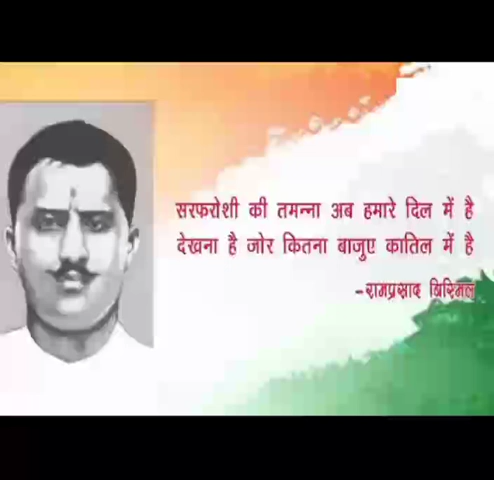 सरफरोशी की तमन्ना अब हमारे दिल में है
देखना है जोर कितना बाजुए कातिल में है
-रामप्रसाद बिस्मिल